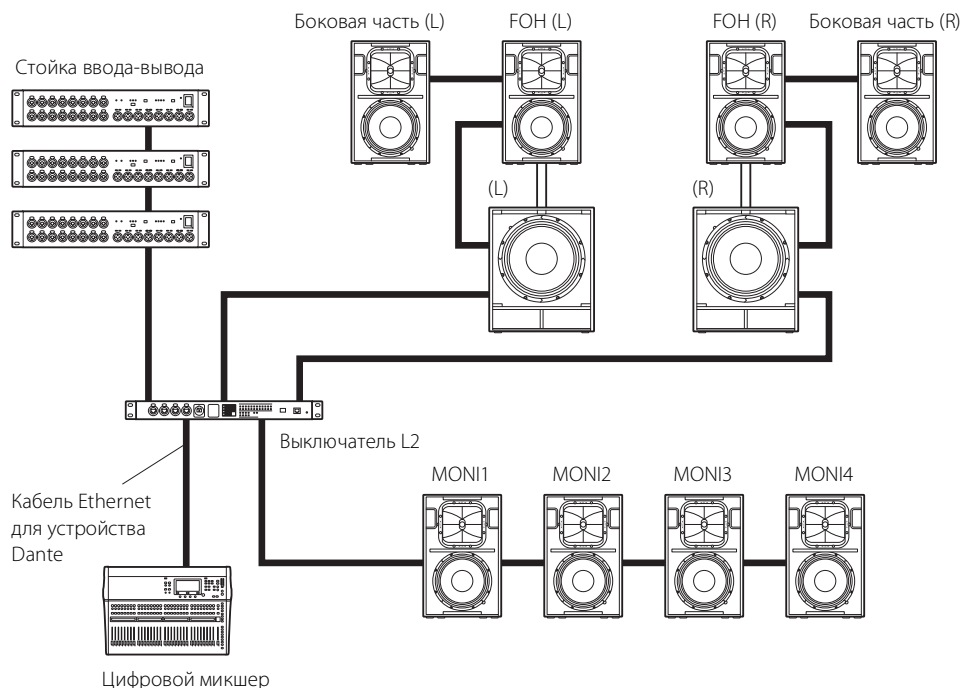 Боковая часть (L)
FOH (L)
FOH (R)
Боковая часть (R)
Стойка ввода-вывода
(L)
(R)
Выключатель L2
Кабель Ethernet
для устройства
Dante
MONI1
MONI2
MONI3
MONI4
Цифровой микшер